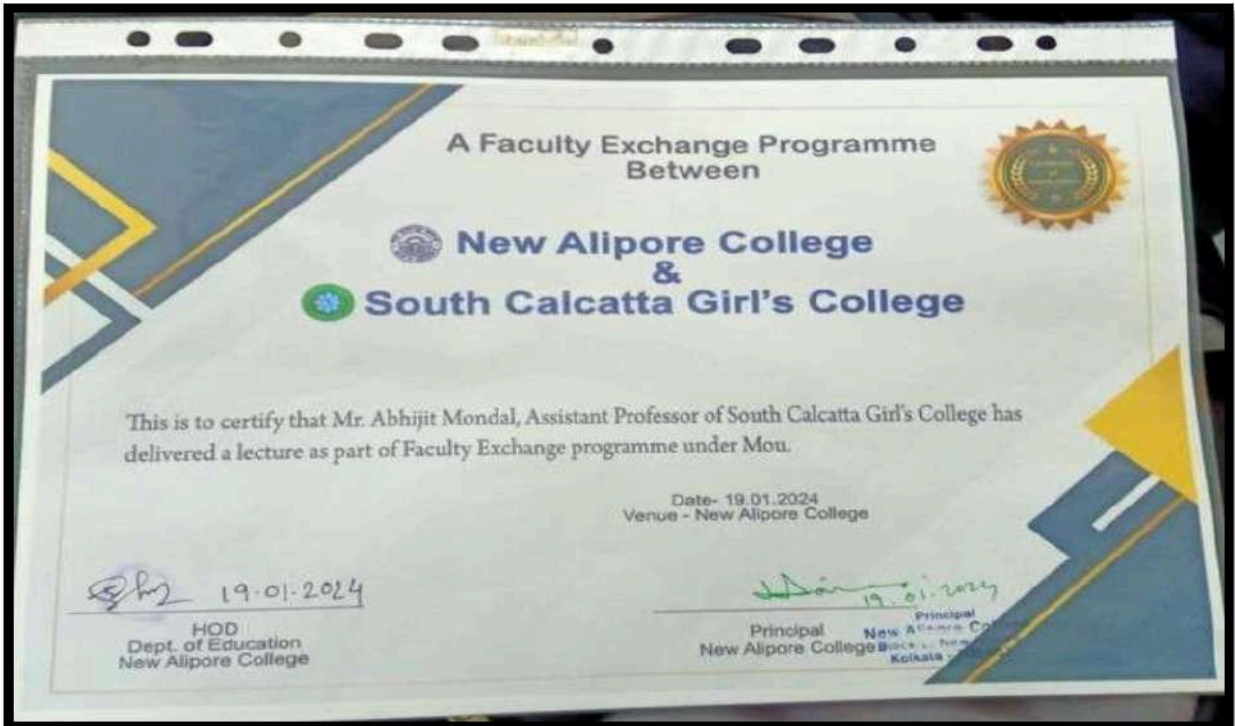 A Faculty Exchange Programme
Between
New Alipore College
&
South Calcatta Girl's College
This is to certify that Mr. Abhijit Mondal, Assistant Professor of South Calcatta Girl's College has
delivered a lecture as part of Faculty Exchange programme under Mou.
Date- 19.01.2024
Venue - New Alipore College
19.01.2024
HOD
Dept. of Education
New Alipore College
19.01.2024
Principal
New Alipore College
Principal
New
Kolkata -